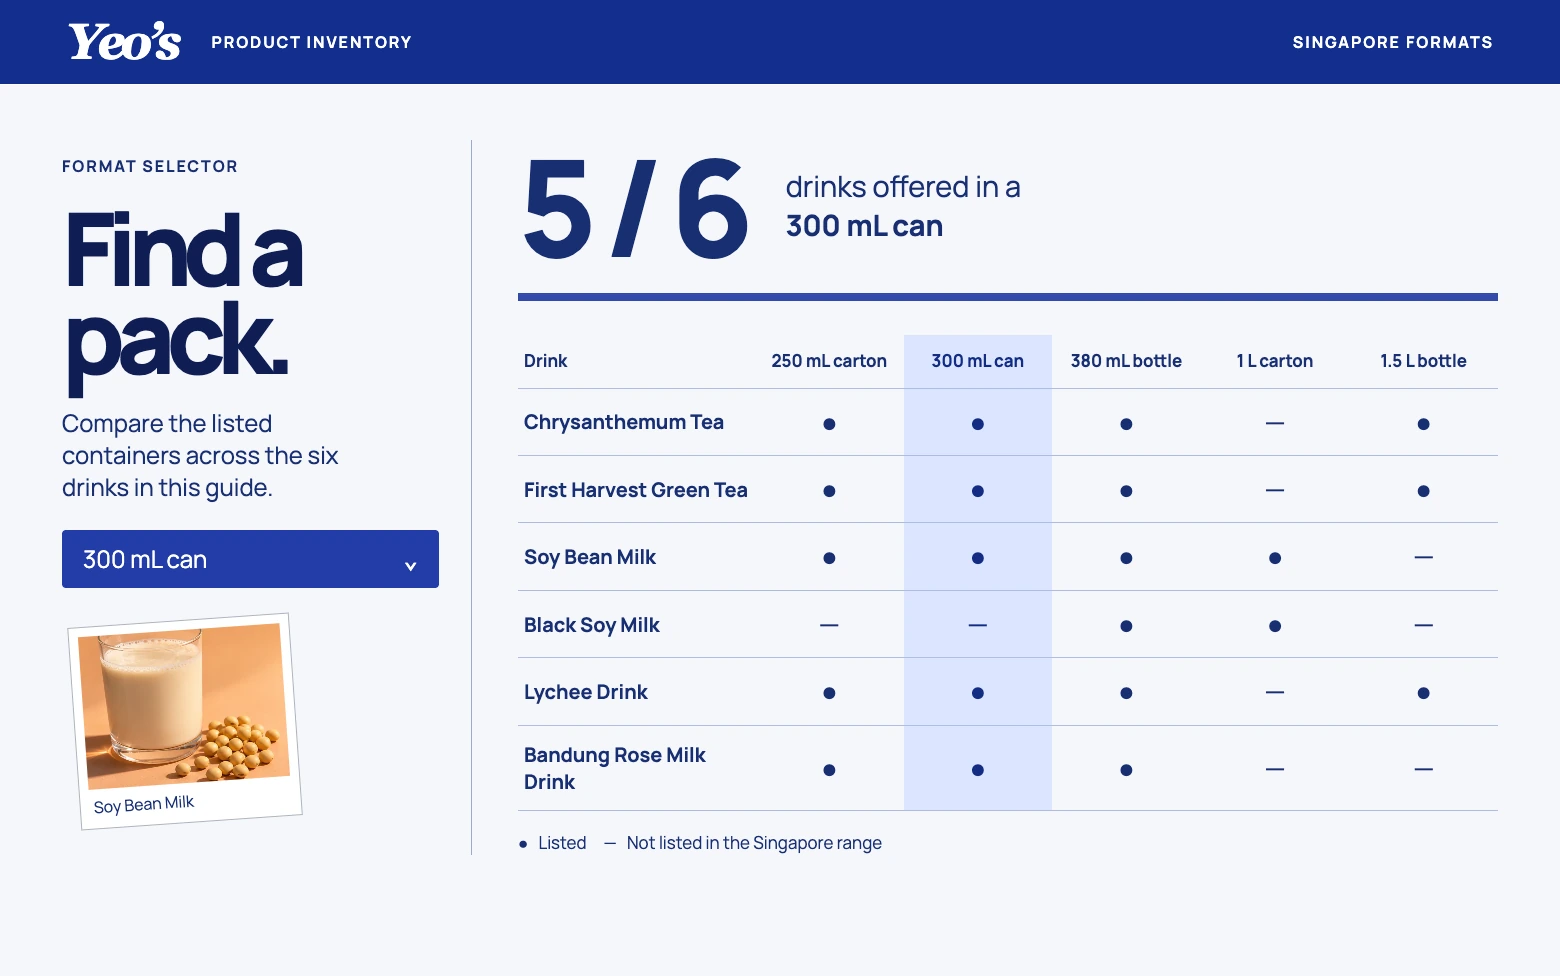 Yeo's
PRODUCT INVENTORY
SINGAPORE FORMATS
FORMAT SELECTOR
Find a
pack.
Compare the listed
containers across the six
drinks in this guide.
300 mL can
Soy Bean Milk
5 / 6
drinks offered in a
300 mL can
Drink 250 mL carton 300 mL can 380 mL bottle 1 L carton 1.5 L bottle
Chrysanthemum Tea ● ● ● — ●
First Harvest Green Tea ● ● ● — ●
Soy Bean Milk ● ● ● ● —
Black Soy Milk — — ● ● —
Lychee Drink ● ● ● — ●
Bandung Rose Milk
Drink ● ● ● — —
● Listed — Not listed in the Singapore range